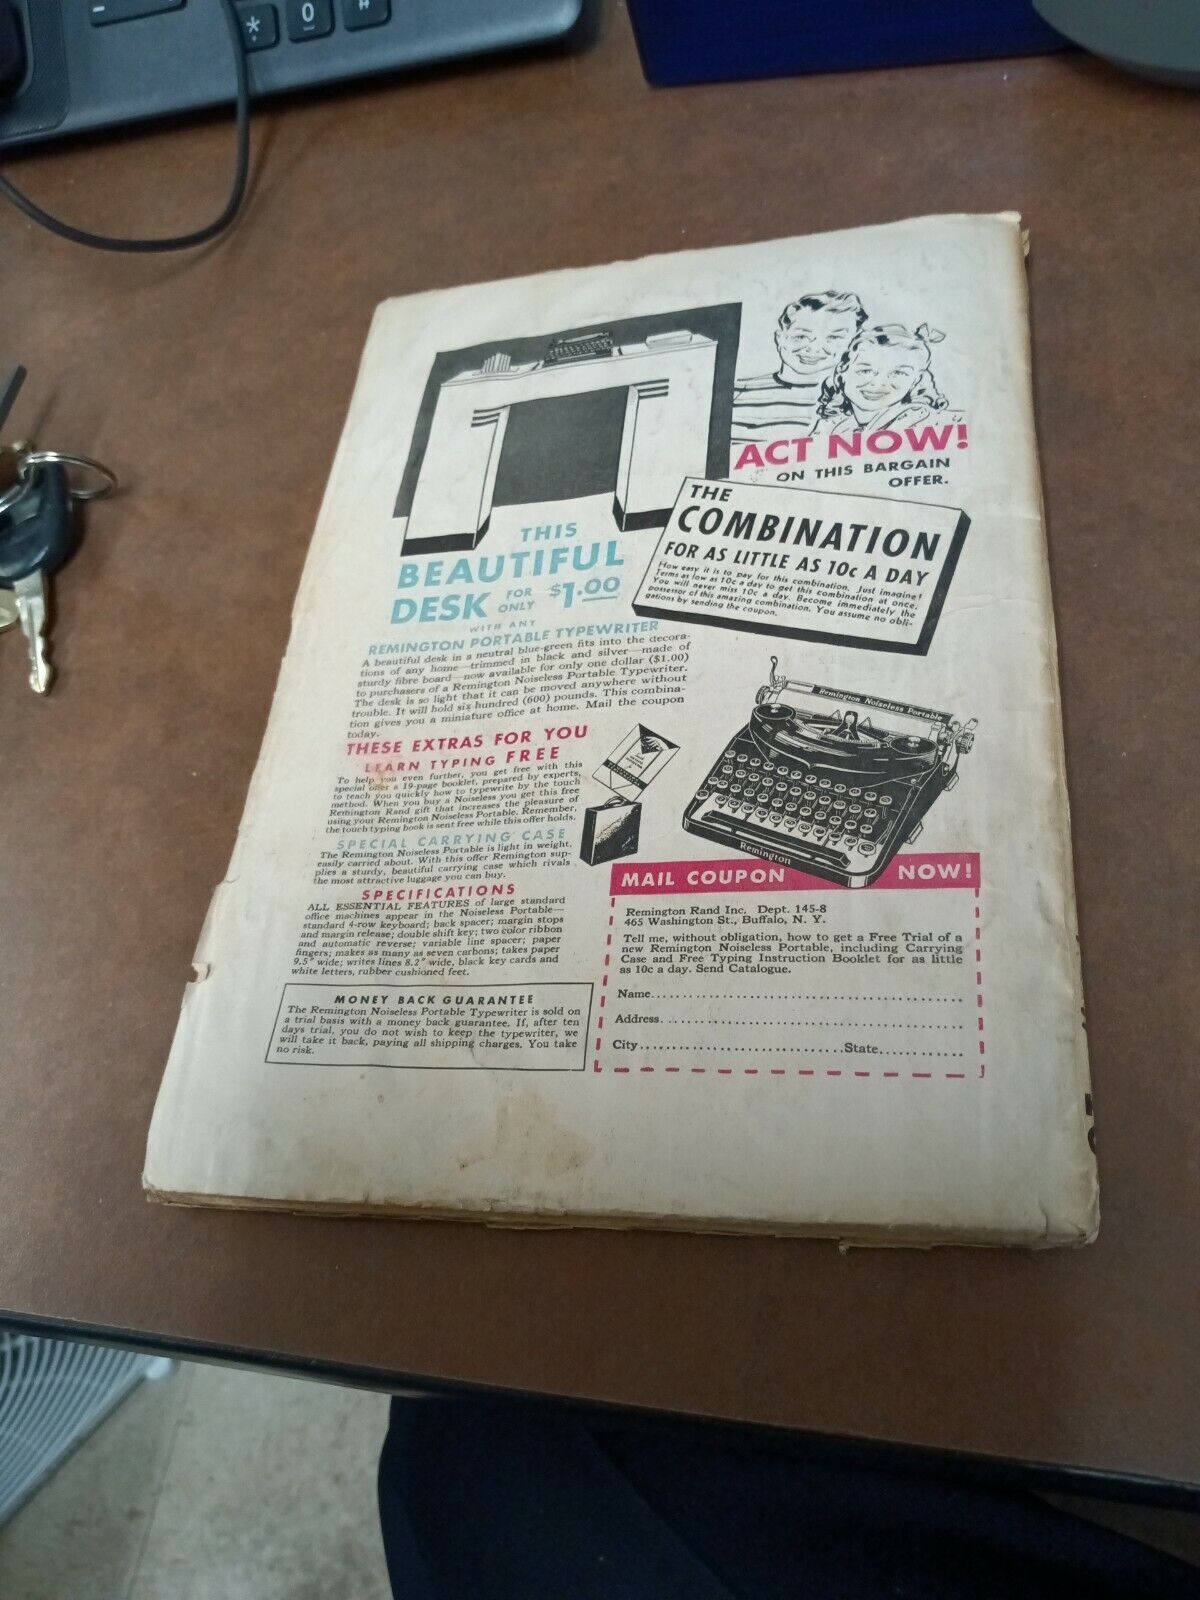 *
0
#
ACT NOW!
ON THIS BARGAIN
OFFER.
THE
COMBINATION
FOR AS LITTLE AS 10c A DAY
How easy it is to pay for this combination. Just imagine!
Terms as low as 10c a day to get this combination at once.
You will never miss 10c a day. Become immediately the
possessor of this amazing combination. You assume no obli-
gations by sending the coupon.
THIS
BEAUTIFUL
DESK FOR ONLY $1.00
WITH ANY
REMINGTON PORTABLE TYPEWRITER
A beautiful desk in a neutral blue-green fits into the decora-
tions of any home—trimmed in black and silver—made of
sturdy fibre board—now available for only one dollar ($1.00)
to purchasers of a Remington Noiseless Portable Typewriter.
The desk is so light that it can be moved anywhere without
trouble. It will hold six hundred (600) pounds. This combina-
tion gives you a miniature office at home. Mail the coupon
today.
THESE EXTRAS FOR YOU
LEARN TYPING FREE
To help you even further, you get free with this
special offer a 19-page booklet, prepared by experts,
to teach you quickly how to typewrite by the touch
method. When you buy a Noiseless you get this free
Remington Rand gift that increases the pleasure of
using your Remington Noiseless Portable. Remember,
the touch typing book is sent free while this offer holds.
SPECIAL CARRYING CASE
The Remington Noiseless Portable is light in weight,
easily carried about. With this offer Remington sup-
plies a sturdy, beautiful carrying case which rivals
the most attractive luggage you can buy.
SPECIFICATIONS
ALL ESSENTIAL FEATURES of large standard
office machines appear in the Noiseless Portable—
standard 4-row keyboard; back spacer; margin stops
and margin release; double shift key; two color ribbon
and automatic reverse; variable line spacer; paper
fingers; makes as many as seven carbons; takes paper
9.5" wide; writes lines 8.2" wide, black key cards and
white letters, rubber cushioned feet.
MONEY BACK GUARANTEE
The Remington Noiseless Portable Typewriter is sold on
a trial basis with a money back guarantee. If, after ten
days trial, you do not wish to keep the typewriter, we
will take it back, paying all shipping charges. You take
no risk.
Remington Noiseless Portable
Remington
MAIL COUPON NOW!
Remington Rand Inc. Dept. 145-8
465 Washington St., Buffalo, N. Y.
Tell me, without obligation, how to get a Free Trial of a
new Remington Noiseless Portable, including Carrying
Case and Free Typing Instruction Booklet for as little
as 10c a day. Send Catalogue.
Name
Address
City State